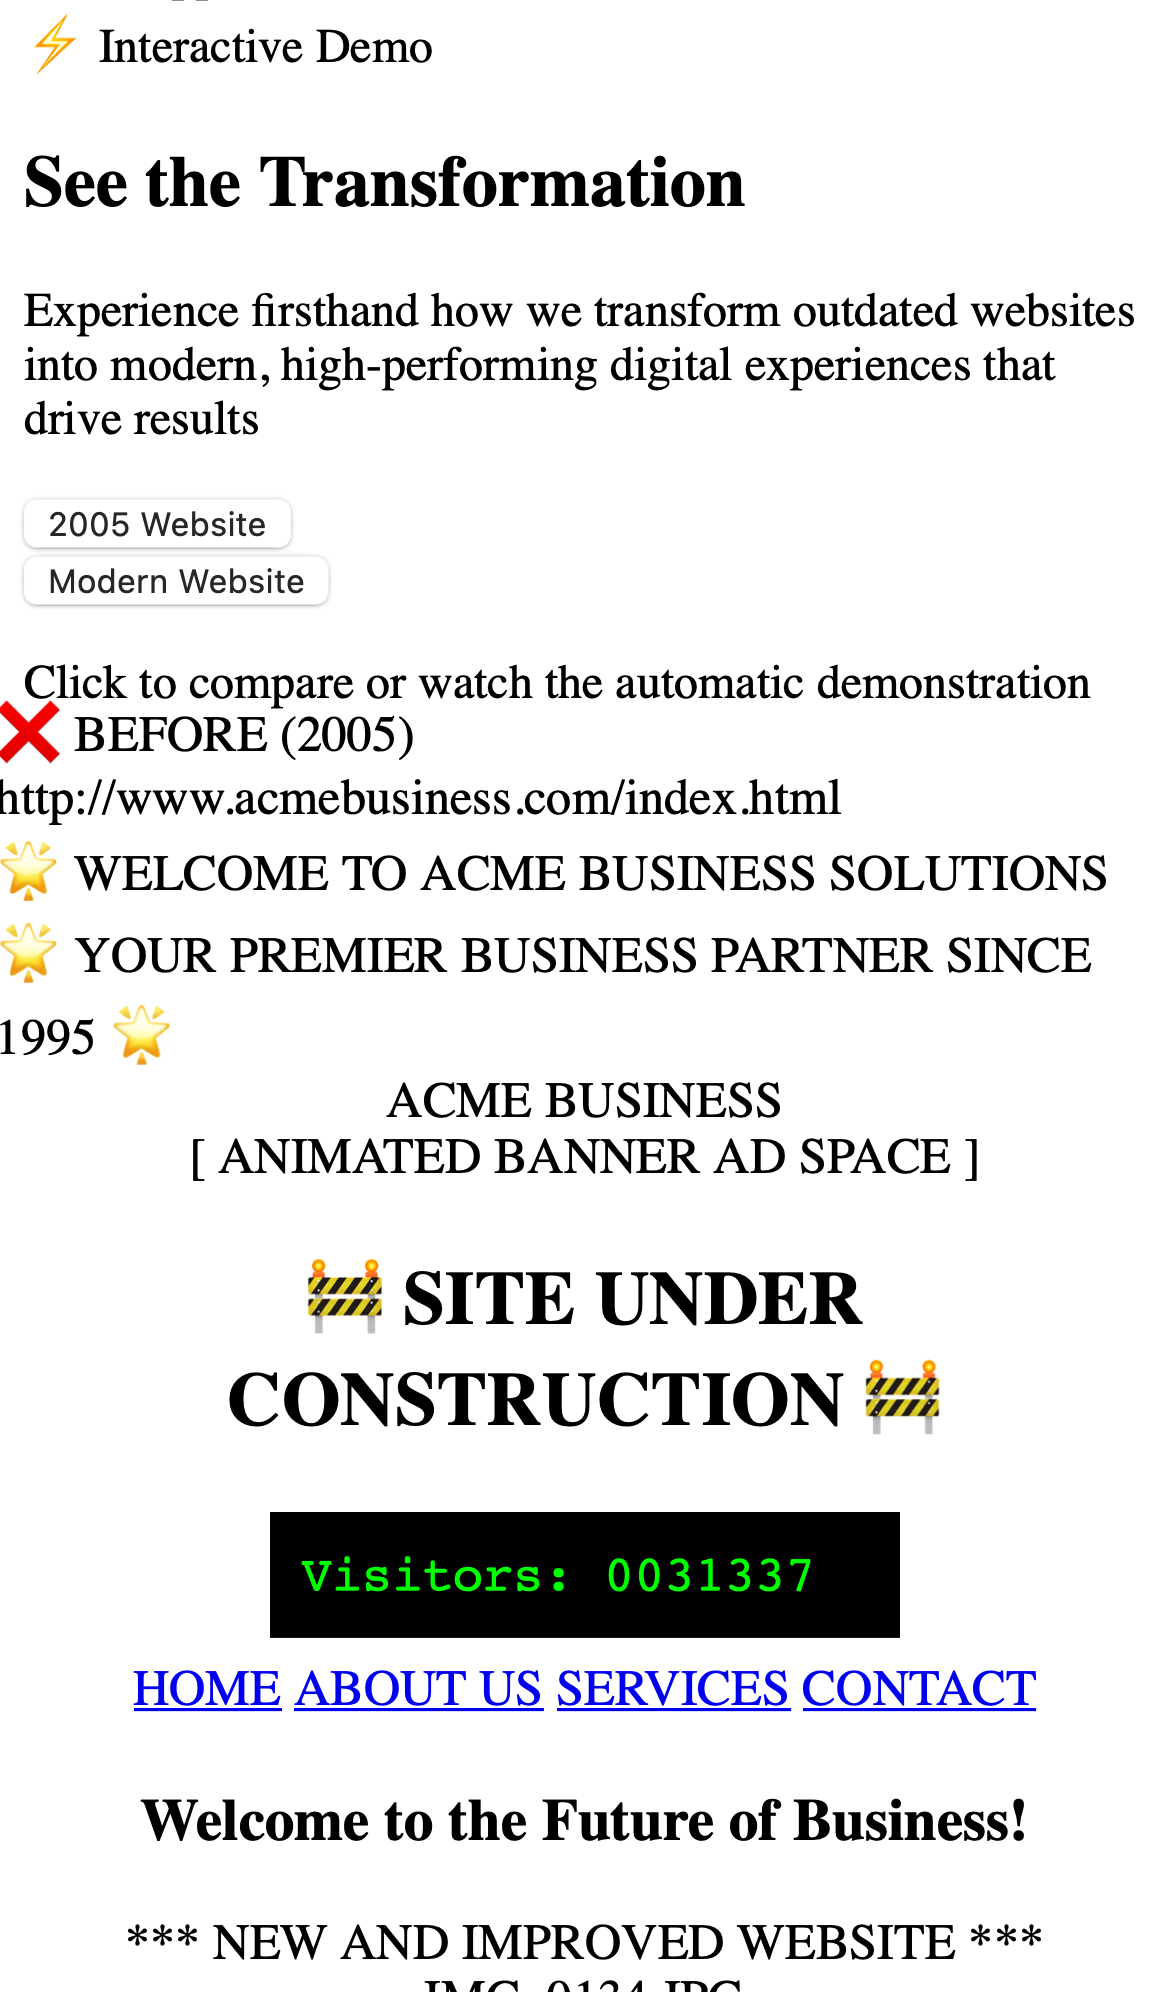 ⚡ Interactive Demo
See the Transformation
Experience firsthand how we transform outdated websites
into modern, high-performing digital experiences that
drive results
2005 Website
Modern Website
Click to compare or watch the automatic demonstration
❌ BEFORE (2005)
http://www.acmebusiness.com/index.html
🌟 WELCOME TO ACME BUSINESS SOLUTIONS
🌟 YOUR PREMIER BUSINESS PARTNER SINCE
1995 🌟
ACME BUSINESS
[ ANIMATED BANNER AD SPACE ]
🚧 SITE UNDER
CONSTRUCTION 🚧
Visitors: 0031337
HOME ABOUT US SERVICES CONTACT
Welcome to the Future of Business!
*** NEW AND IMPROVED WEBSITE ***
IMG_0134.JPG